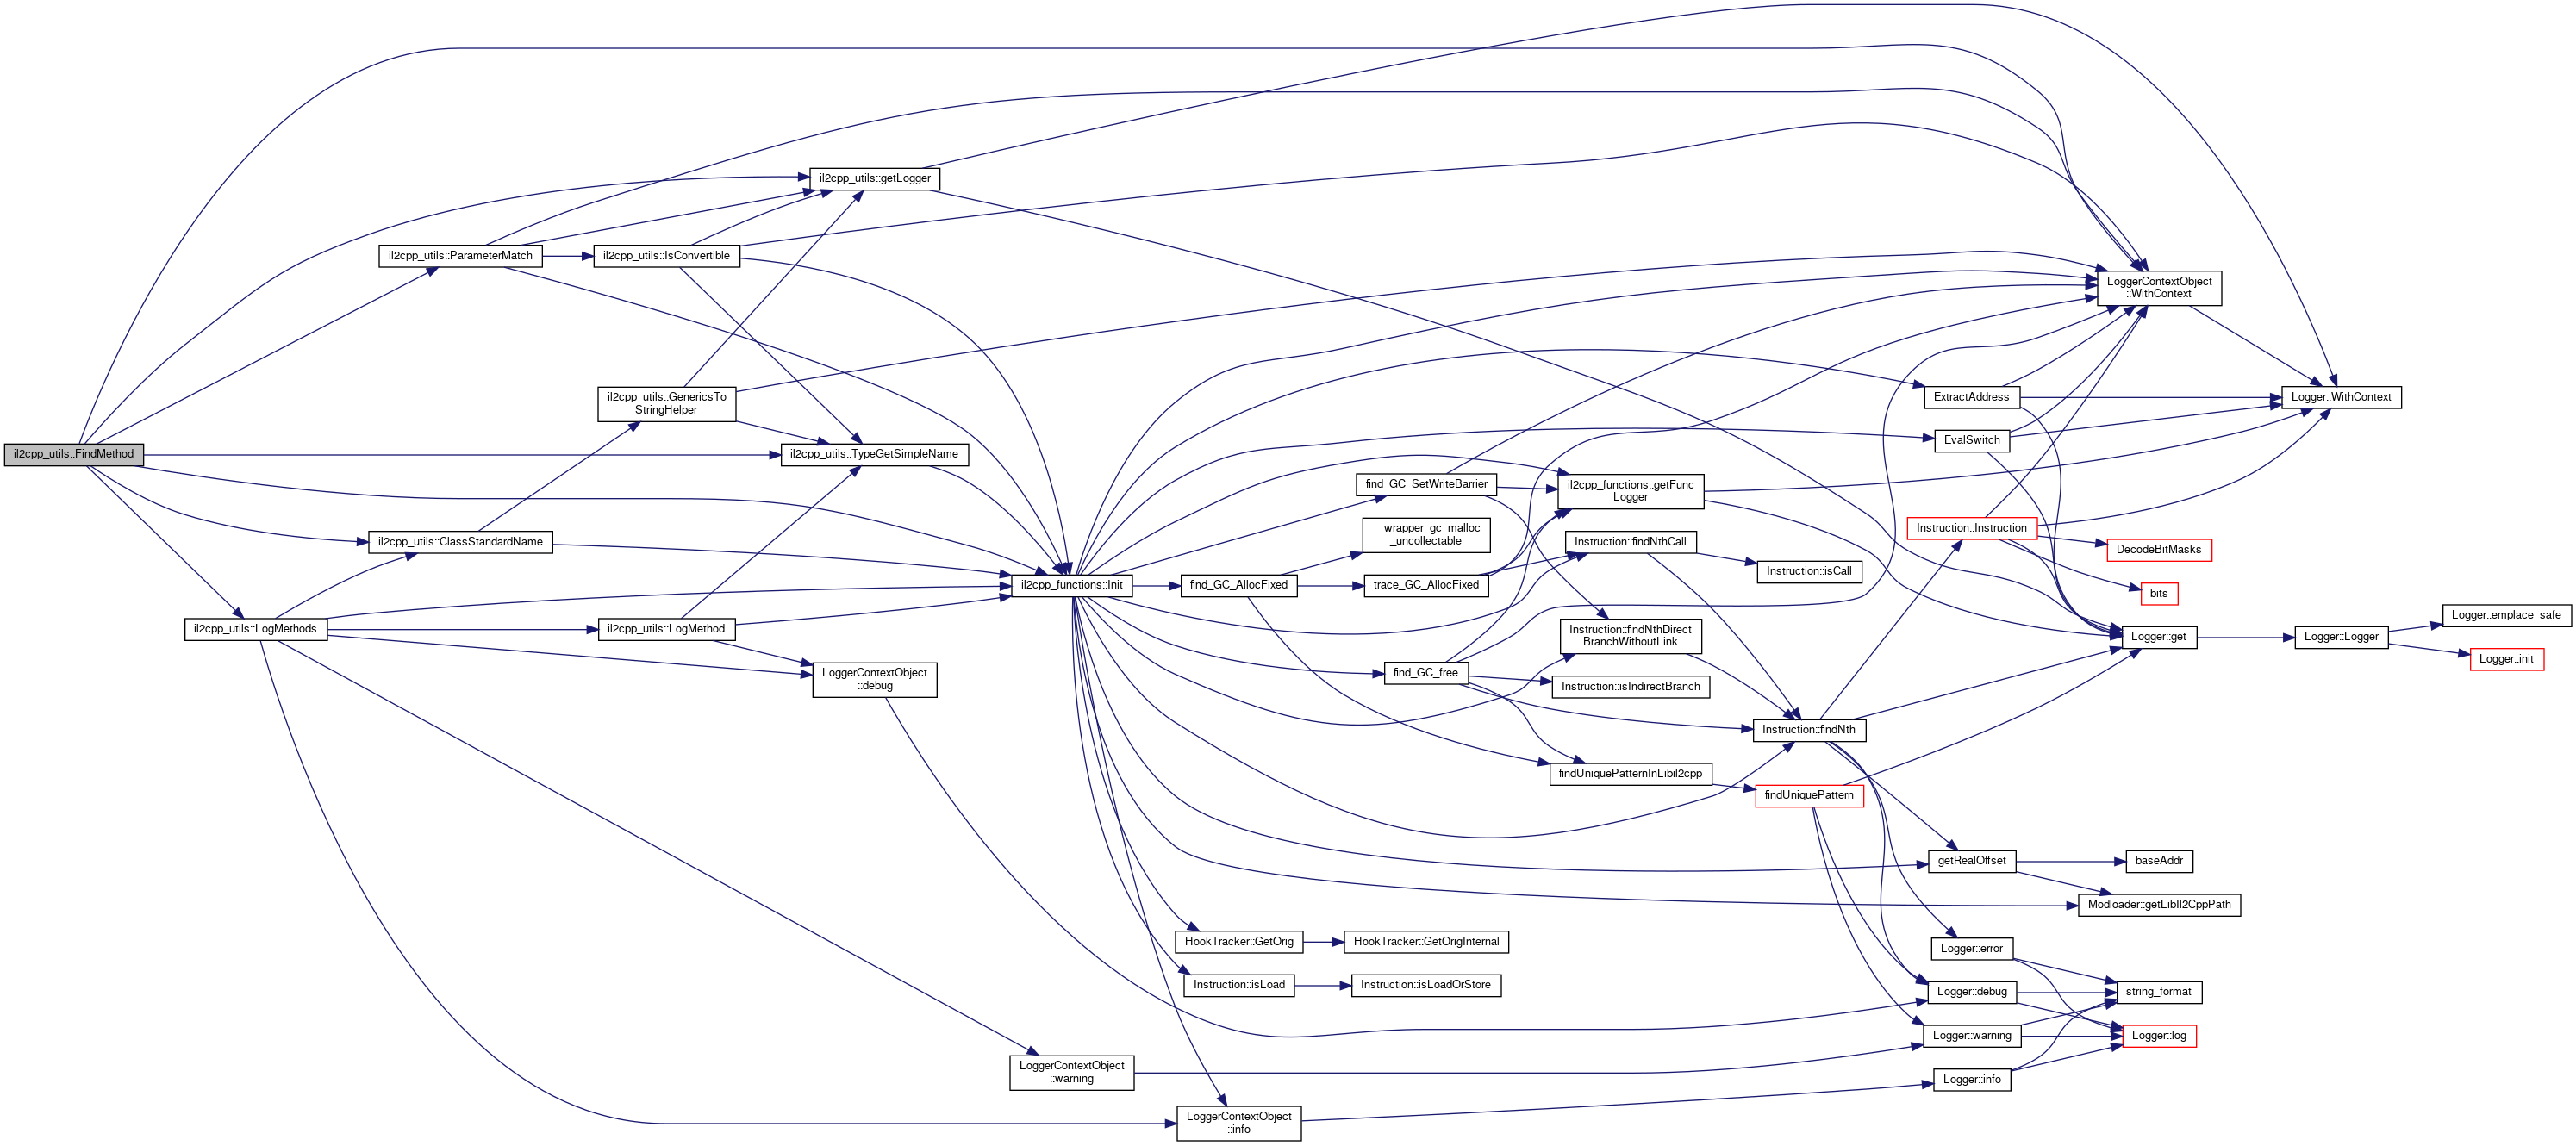 il2cpp_utils::FindMethod
il2cpp_utils::ParameterMatch
il2cpp_utils::ClassStandardName
il2cpp_utils::LogMethods
il2cpp_utils::IsConvertible
il2cpp_utils::GenericsTo
StringHelper
il2cpp_utils::LogMethod
il2cpp_utils::getLogger
il2cpp_utils::TypeGetSimpleName
LoggerContextObject
::debug
il2cpp_functions::Init
LoggerContextObject
::warning
find_GC_AllocFixed
HookTracker::GetOrig
Instruction::isLoad
LoggerContextObject
::info
find_GC_SetWriteBarrier
__wrapper_gc_malloc
_uncollectable
trace_GC_AllocFixed
find_GC_free
HookTracker::GetOrigInternal
Instruction::isLoadOrStore
il2cpp_functions::getFunc
Logger
Instruction::findNthCall
Instruction::findNthDirect
BranchWithoutLink
Instruction::isIndirectBranch
findUniquePatternInLibil2cpp
Instruction::isCall
Instruction::findNth
findUniquePattern
ExtractAddress
EvalSwitch
Instruction::Instruction
getRealOffset
Logger::error
Logger::debug
Logger::warning
Logger::info
LoggerContextObject
::WithContext
DecodeBitMasks
bits
Logger::get
baseAddr
Modloader::getLibIl2CppPath
string_format
Logger::log
Logger::WithContext
Logger::Logger
Logger::emplace_safe
Logger::init